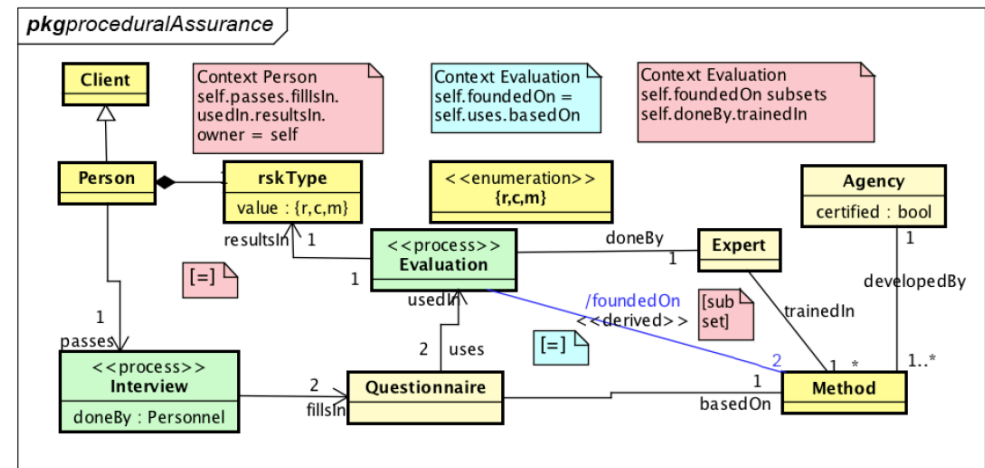 pkgproceduralAssurance
Client
Context Person
self.passes.filllsIn.
usedIn.resultsIn.
owner = self
Context Evaluation
self.foundedOn =
self.uses.basedOn
Context Evaluation
self.foundedOn subsets
self.doneBy.trainedIn
Person
1
rskType
value : {r,c,m}
<<enumeration>>
{r,c,m}
Agency
certified : bool
resultsIn
1
<<process>>
Evaluation
1
doneBy
1
Expert
1
developedBy
[=]
usedIn
/foundedOn
<<derived>>
[sub
set]
trainedIn
1
passes
2
uses
[=]
2
1..*
1..*
<<process>>
Interview
doneBy : Personnel
2
fillsIn
Questionnaire
1
basedOn
Method